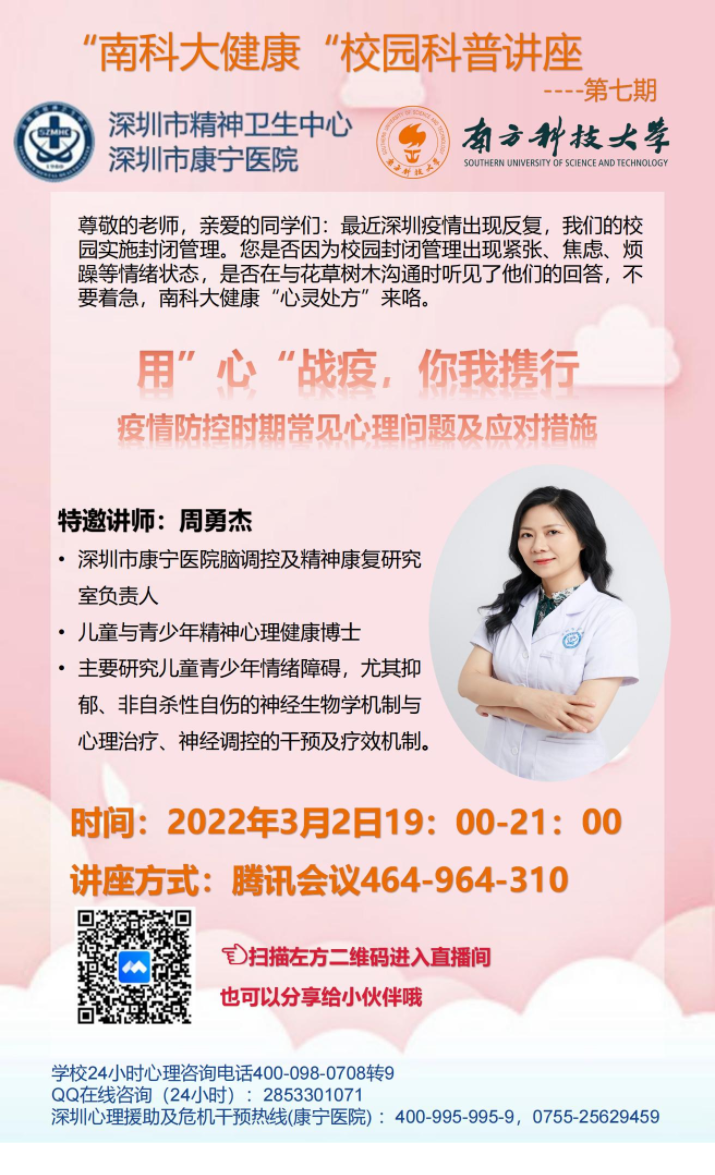 “南科大健康“校园科普讲座
----第七期
SZMHC
1980
深圳市精神卫生中心
深圳市康宁医院
SOUTHERN UNIVERSITY OF SCIENCE AND TECHNOLOGY
南方科技大学
南方科技大学
SOUTHERN UNIVERSITY OF SCIENCE AND TECHNOLOGY
尊敬的老师，亲爱的同学们：最近深圳疫情出现反复，我们的校
园实施封闭管理。您是否因为校园封闭管理出现紧张、焦虑、烦
躁等情绪状态，是否在与花草树木沟通时听见了他们的回答，不
要着急，南科大健康“心灵处方”来咯。
用”心“战疫，你我携行
疫情防控时期常见心理问题及应对措施
特邀讲师：周勇杰
• 深圳市康宁医院脑调控及精神康复研究
室负责人
• 儿童与青少年精神心理健康博士
• 主要研究儿童青少年情绪障碍，尤其抑
郁、非自杀性自伤的神经生物学机制与
心理治疗、神经调控的干预及疗效机制。
时间：2022年3月2日19：00-21：00
讲座方式：腾讯会议464-964-310
扫描左方二维码进入直播间
也可以分享给小伙伴哦
学校24小时心理咨询电话400-098-0708转9
QQ在线咨询（24小时）：2853301071
深圳心理援助及危机干预热线(康宁医院)：400-995-995-9，0755-25629459